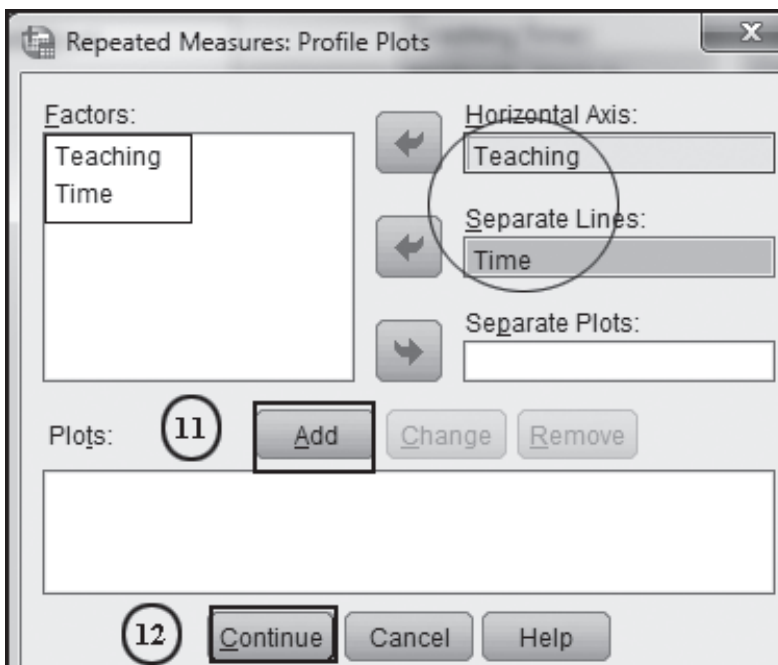 Repeated Measures: Profile Plots
X
Factors:
Teaching
Time
Horizontal Axis:
Teaching
Separate Lines:
Time
Separate Plots:
Plots:
11
Add
Change
Remove
12
Continue
Cancel
Help